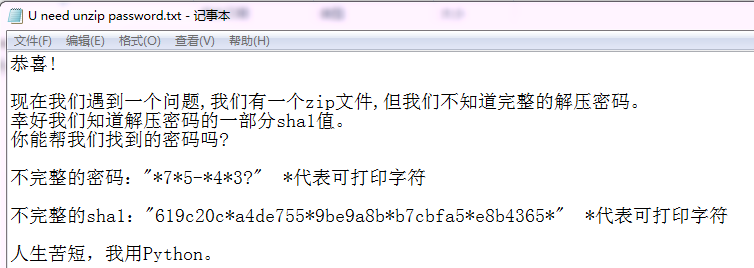 U need unzip password.txt - 记事本
文件(F) 编辑(E) 格式(O) 查看(V) 帮助(H)
恭喜!
现在我们遇到一个问题,我们有一个zip文件,但我们不知道完整的解压密码。
幸好我们知道解压密码的一部分sha1值。
你能帮我们找到的密码吗?
不完整的密码："*7*5-*4*3?" *代表可打印字符
不完整的sha1："619c20c*a4de755*9be9a8b*b7cbfa5*e8b4365*" *代表可打印字符
人生苦短，我用Python。